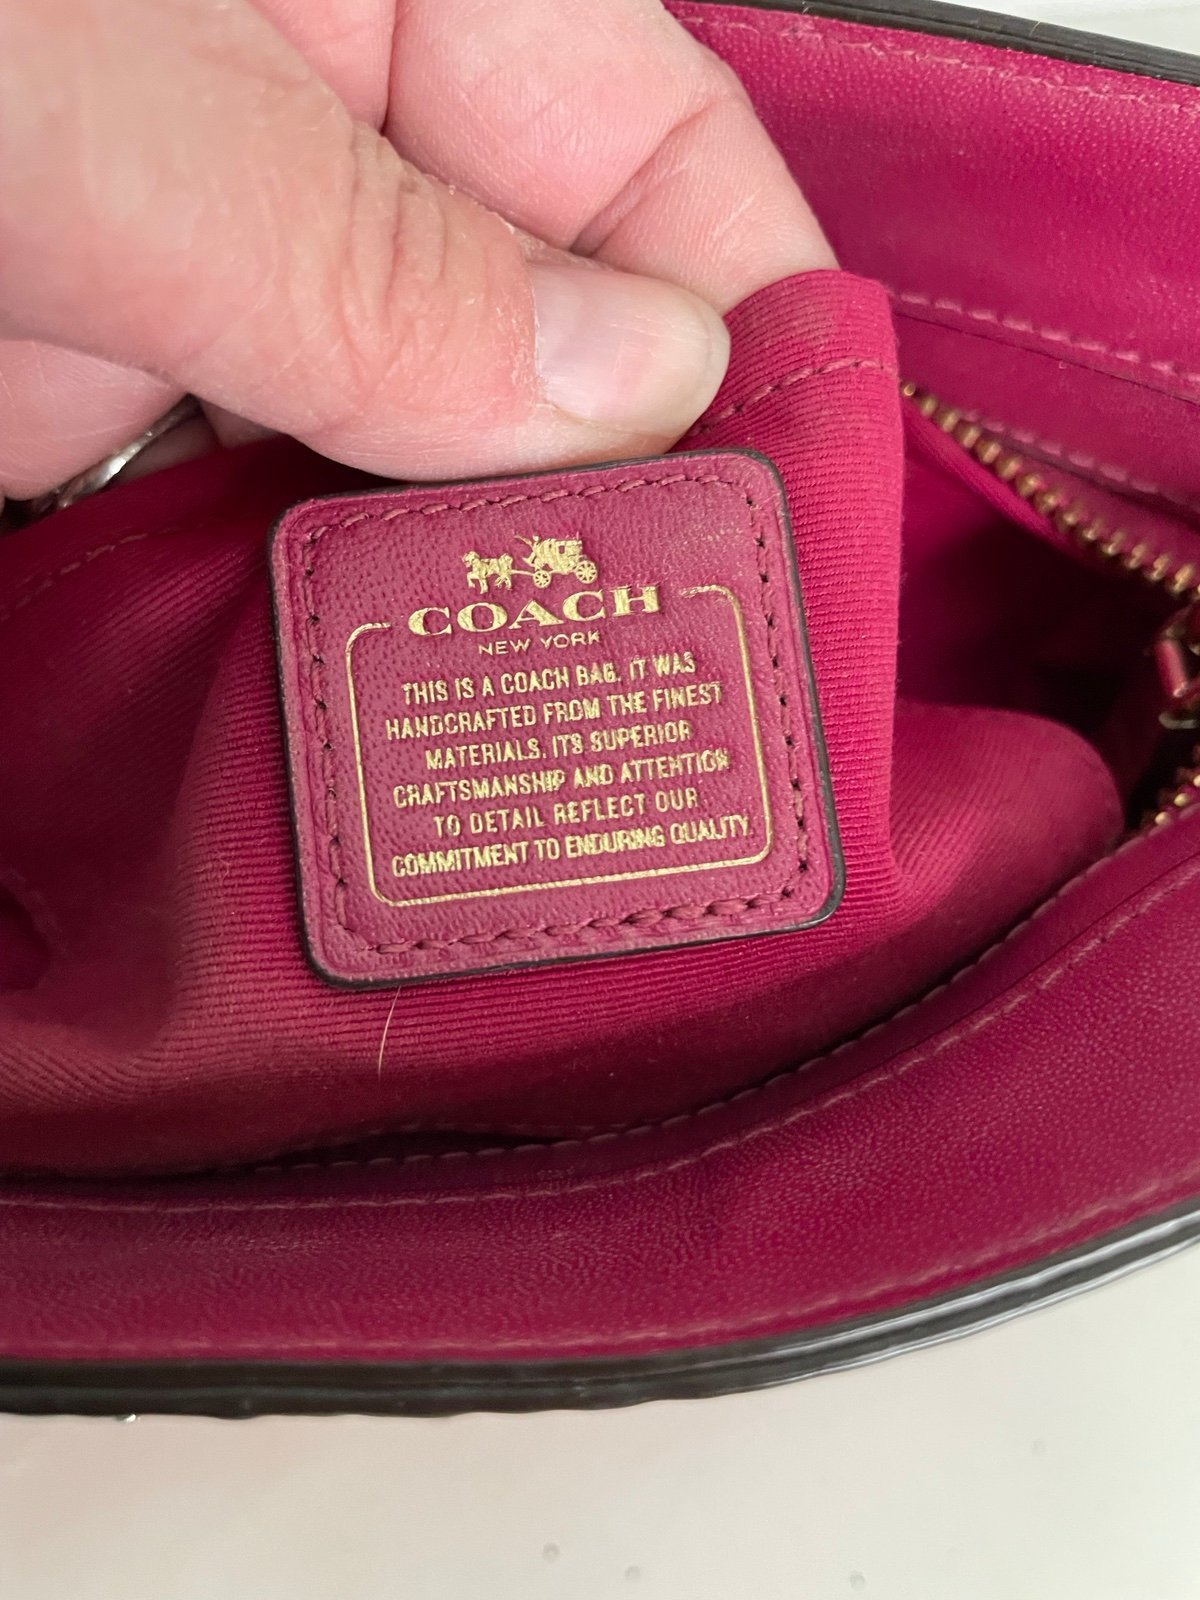 COACH
NEW YORK
THIS IS A COACH BAG. IT WAS
HANDCRAFTED FROM THE FINEST
MATERIALS. ITS SUPERIOR
CRAFTSMANSHIP AND ATTENTION
TO DETAIL REFLECT OUR
COMMITMENT TO ENDURING QUALITY.